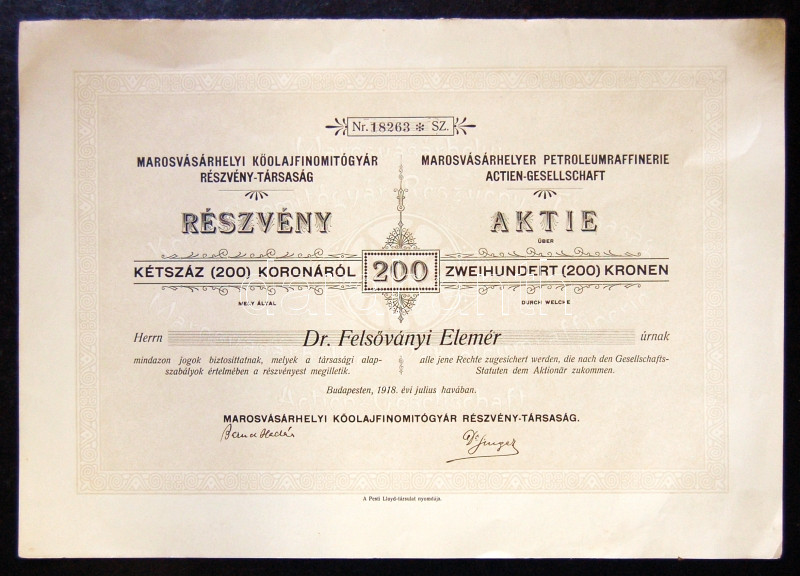 Nr. 18263 * SZ.
MAROSVÁSÁRHELYI KŐOLAJFINOMITÓGYÁR
RÉSZVÉNY-TÁRSASÁG
RÉSZVÉNY
KÉTSZÁZ (200) KORONÁRÓL
MELY ÁLTAL
MAROSVÁSÁRHELYER PETROLEUMRAFFINERIE
ACTIEN-GESELLSCHAFT
AKTIE
ÜBER
200
ZWEIHUNDERT (200) KRONEN
DURCH WELCHE
Herrn Dr. Felsőványi Elemér úrnak
mindazon jogok biztosittatnak, melyek a társasági alap-
szabályok értelmében a részvényest megilletik.
alle jene Rechte zugesichert werden, die nach den Gesellschafts-
Statuten dem Aktionär zukommen.
Budapesten, 1918. évi julius havában.
MAROSVÁSÁRHELYI KŐOLAJFINOMITÓGYÁR RÉSZVÉNY-TÁRSASÁG.
A Pesti Lloyd-társulat nyomdája.